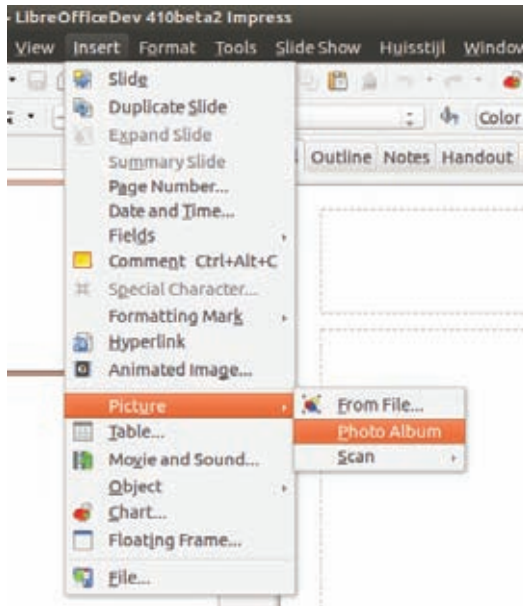 LibreOfficeDev 410beta2 Impress
View Insert Format Tools Slide Show Huisstijl Window
Color
Outline Notes Handout
Slide
Duplicate Slide
Expand Slide
Summary Slide
Page Number...
Date and Time...
Fields
Comment Ctrl+Alt+C
Special Character...
Formatting Mark
Hyperlink
Animated Image...
Picture
Table...
Movie and Sound...
Object
Chart...
Floating Frame...
File...
From File...
Photo Album
Scan